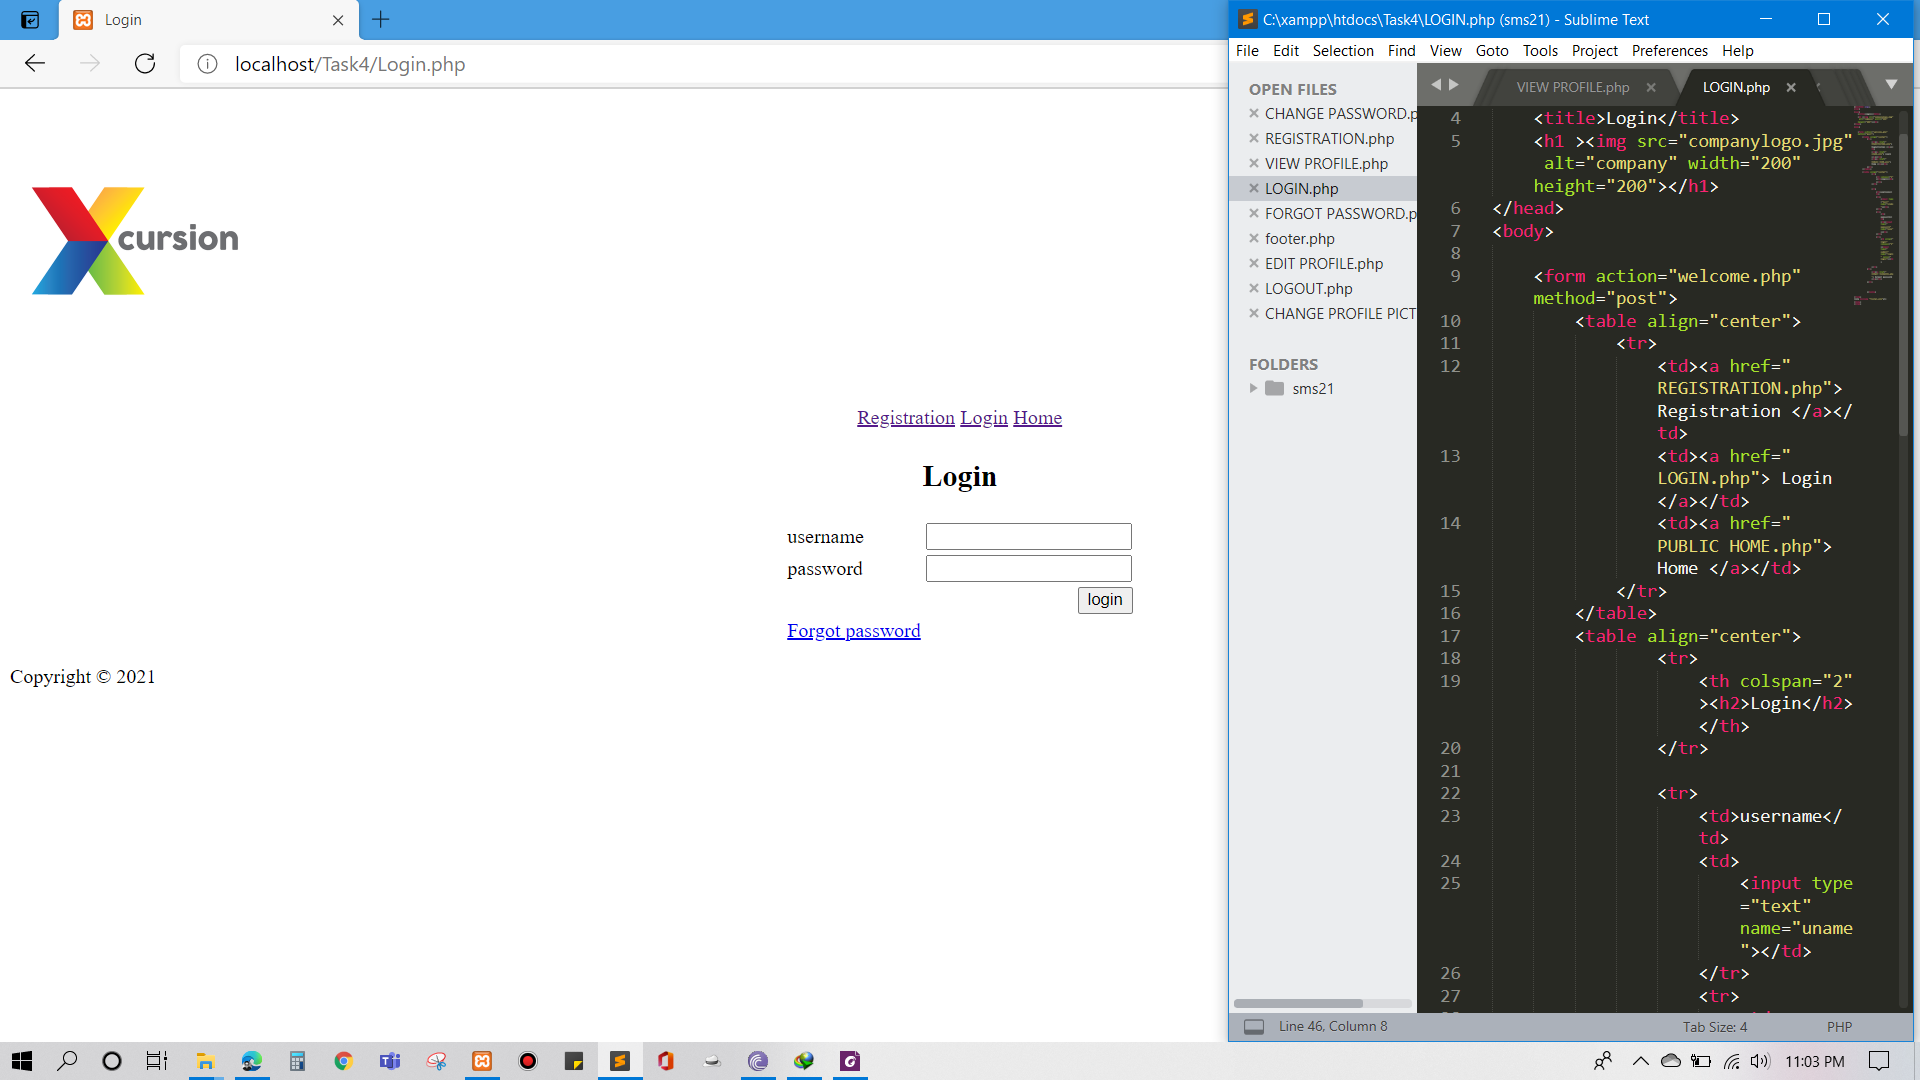 Login
localhost/Task4/Login.php
Xcursion
Registration Login Home
Login
username
password
login
Forgot password
Copyright © 2021
C:\xampp\htdocs\Task4\LOGIN.php (sms21) - Sublime Text
File Edit Selection Find View Goto Tools Project Preferences Help
OPEN FILES
CHANGE PASSWORD.p
REGISTRATION.php
VIEW PROFILE.php
LOGIN.php
FORGOT PASSWORD.p
footer.php
EDIT PROFILE.php
LOGOUT.php
CHANGE PROFILE PICT
FOLDERS
sms21
VIEW PROFILE.php LOGIN.php
4 <title>Login</title>
5 <h1 ><img src="companylogo.jpg"
alt="company" width="200"
height="200"></h1>
6 </head>
7 <body>
8
9 <form action="welcome.php"
method="post">
10 <table align="center">
11 <tr>
12 <td><a href="
REGISTRATION.php">
Registration </a></
td>
13 <td><a href="
LOGIN.php"> Login
</a></td>
14 <td><a href="
PUBLIC HOME.php">
Home </a></td>
15 </tr>
16 </table>
17 <table align="center">
18 <tr>
19 <th colspan="2"
><h2>Login</h2>
</th>
20 </tr>
21
22 <tr>
23 <td>username</
td>
24 <td>
25 <input type
="text"
name="uname
"></td>
26 </tr>
27 <tr>
Line 46, Column 8
Tab Size: 4
PHP
11:03 PM